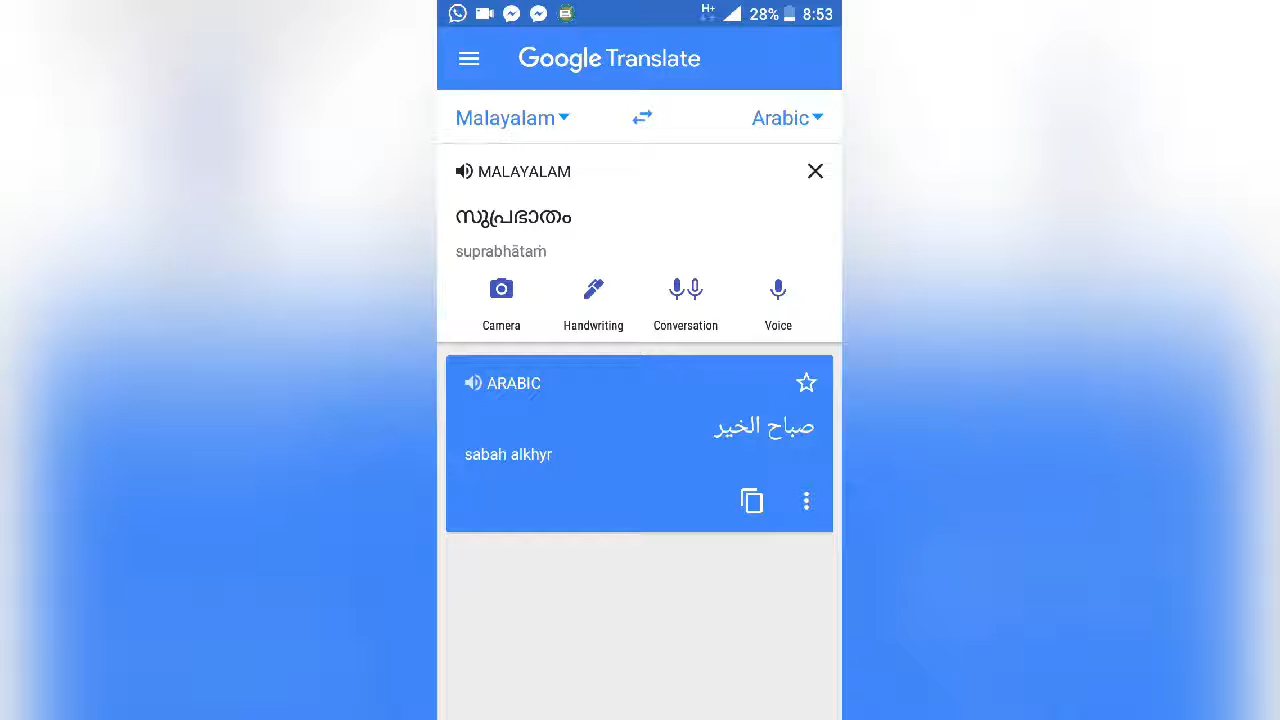 H+ 28% 8:53
Google Translate
Malayalam Arabic
MALAYALAM
സുപ്രഭാതം
suprabhātaṁ
Camera Handwriting Conversation Voice
ARABIC
صباح الخير
sabah alkhyr